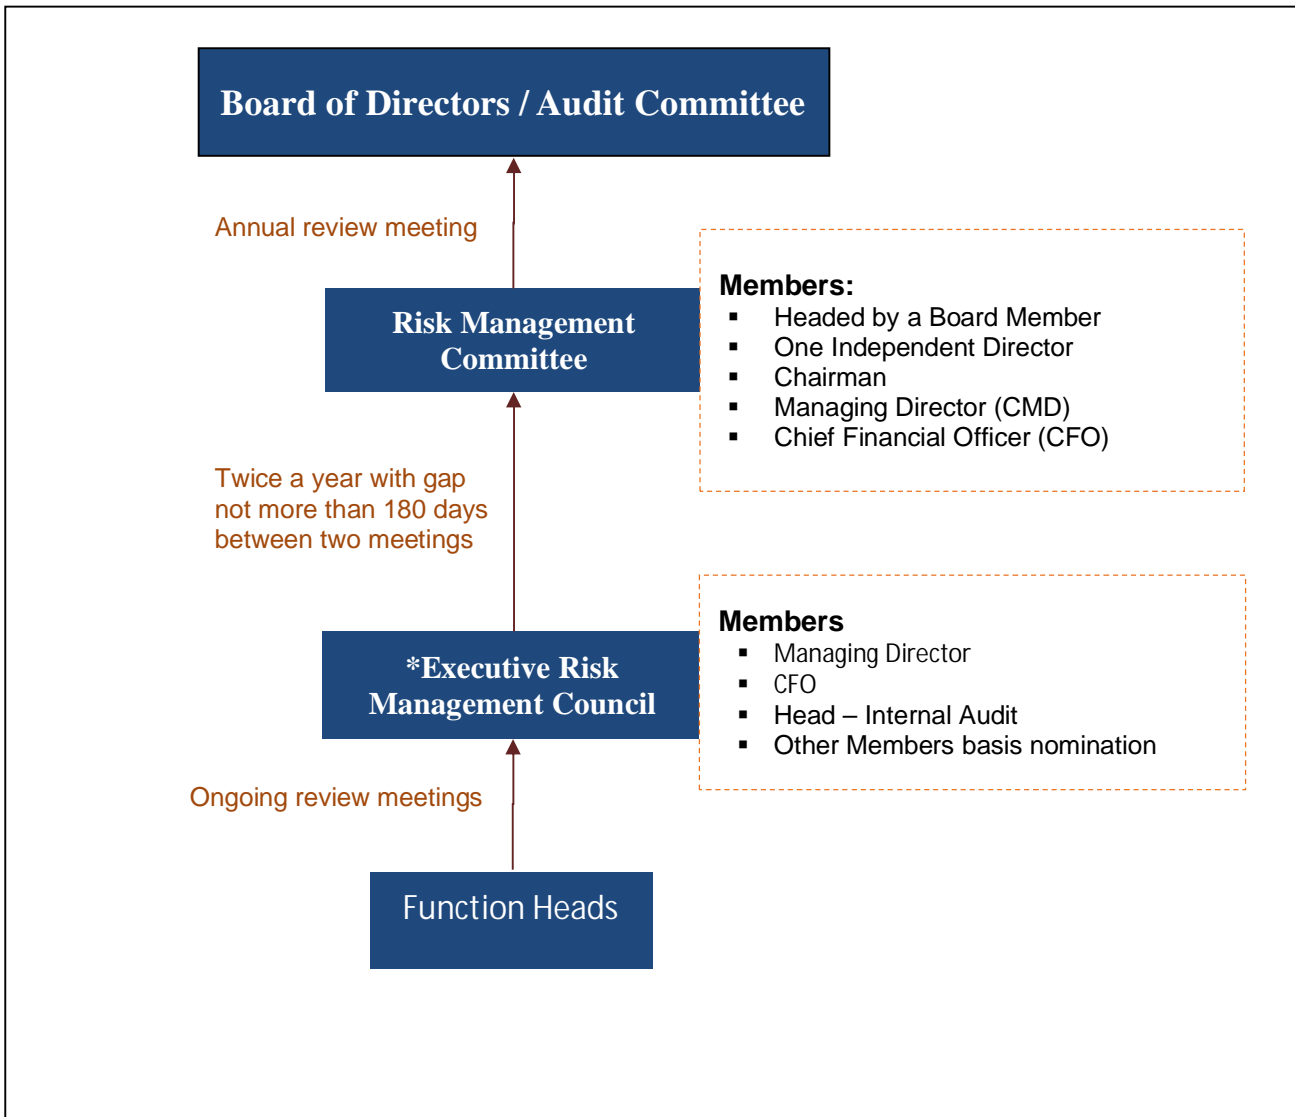 Board of Directors / Audit Committee
Annual review meeting
Risk Management
Committee
Members:
▪ Headed by a Board Member
▪ One Independent Director
▪ Chairman
▪ Managing Director (CMD)
▪ Chief Financial Officer (CFO)
Twice a year with gap
not more than 180 days
between two meetings
*Executive Risk
Management Council
Members
▪ Managing Director
▪ CFO
▪ Head – Internal Audit
▪ Other Members basis nomination
Ongoing review meetings
Function Heads